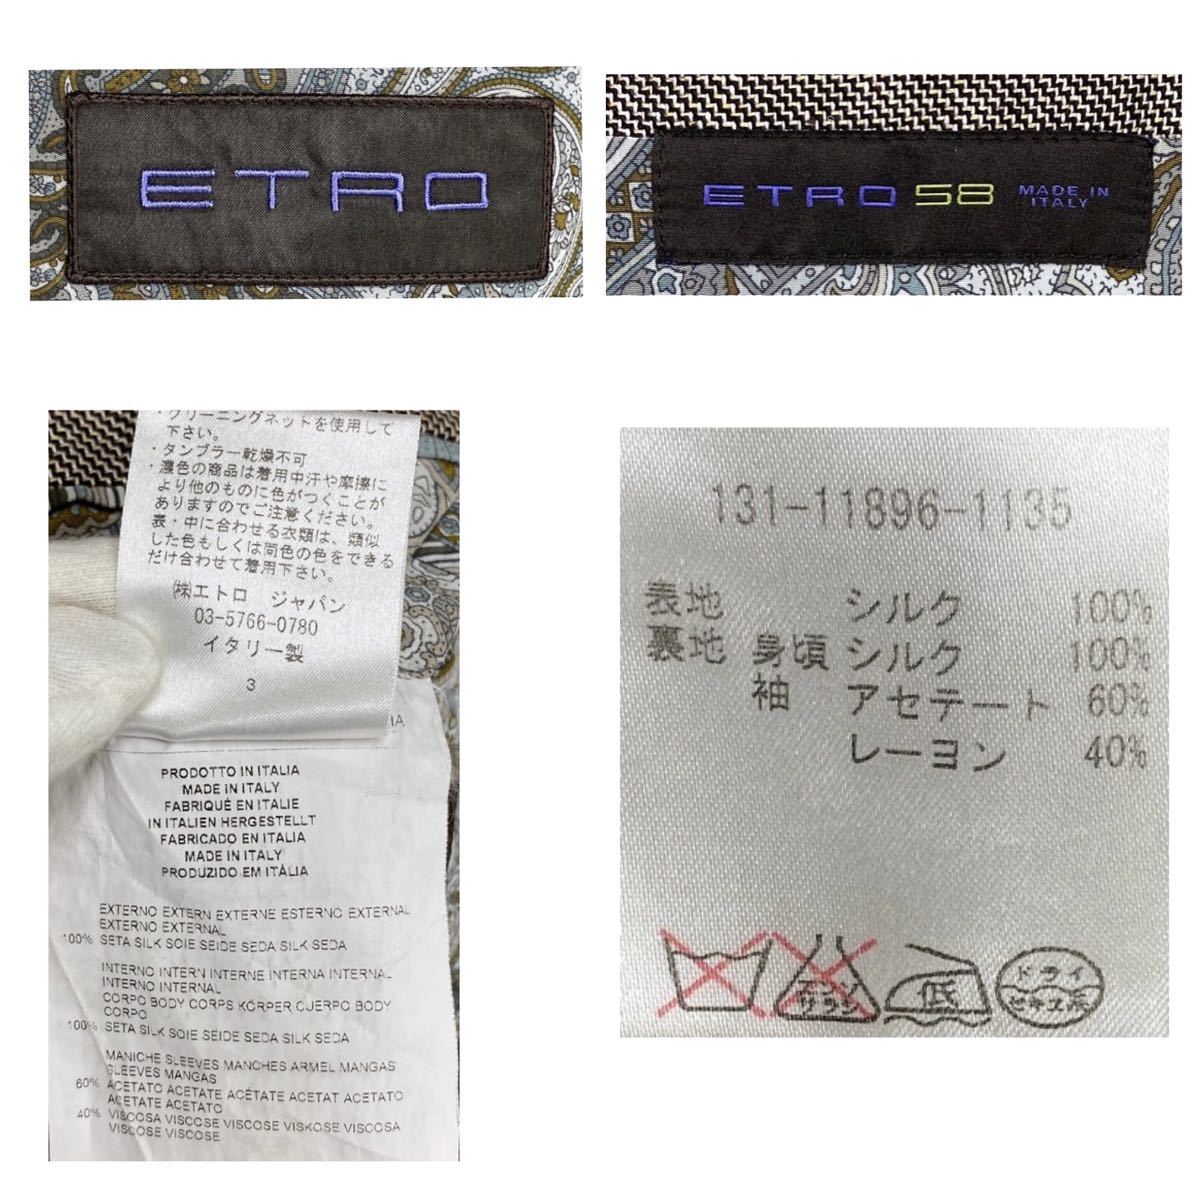 ETRO
ETRO 58 MADE IN
ITALY
・クリーニングネットを使用して
下さい。
・タンブラー乾燥不可
・濃色の商品は着用中汗や摩擦に
より他のものに色がつくことが
ありますのでご注意ください。
表・中に合わせる衣類は、類似
した色もしくは同色の色をできる
だけ合わせて着用下さい。
㈱エトロ ジャパン
03-5766-0780
イタリー製
3
PRODOTTO IN ITALIA
MADE IN ITALY
FABRIQUÉ EN ITALIE
IN ITALIEN HERGESTELLT
FABRICADO EN ITALIA
MADE IN ITALY
PRODUZIDO EM ITÁLIA
EXTERNO EXTERN EXTERNE ESTERNO EXTERNAL
EXTERNO EXTERNAL
100% SETA SILK SOIE SEIDE SEDA SILK SEDA
INTERNO INTERN INTERNE INTERNA INTERNAL
INTERNO INTERNAL
CORPO BODY CORPS KÖRPER CUERPO BODY
CORPO
100% SETA SILK SOIE SEIDE SEDA SILK SEDA
MANICHE SLEEVES MANCHES ARMEL MANGAS
SLEEVES MANGAS
60% ACETATO ACETATE ACÉTATE ACETAT ACETATO
ACETATE ACETATO
40% VISCOSA VISCOSE VISCOSE VISKOSE VISCOSA
VISCOSE VISCOSE
131-11896-1135
表地 シルク 100%
裏地 身頃 シルク 100%
袖 アセテート 60%
レーヨン 40%
エンソ
サラシ
低
ドライ
セキユ系